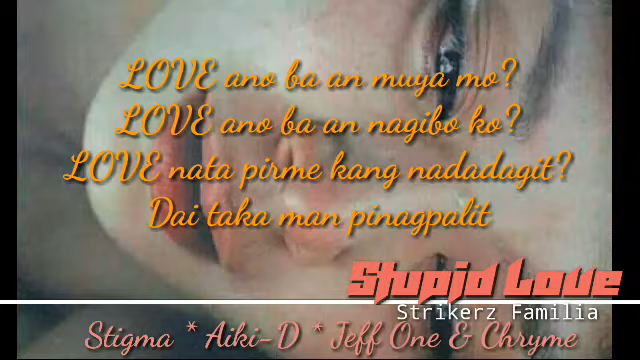 LOVE ano ba an muya mo?
LOVE ano ba an nagibo ko?
LOVE nata pirme kang nadadagit?
Dai taka man pinagpalit
Stupid Love
Strikerz Familia
Stigma * Aiki-D * Jeff One & Chryme